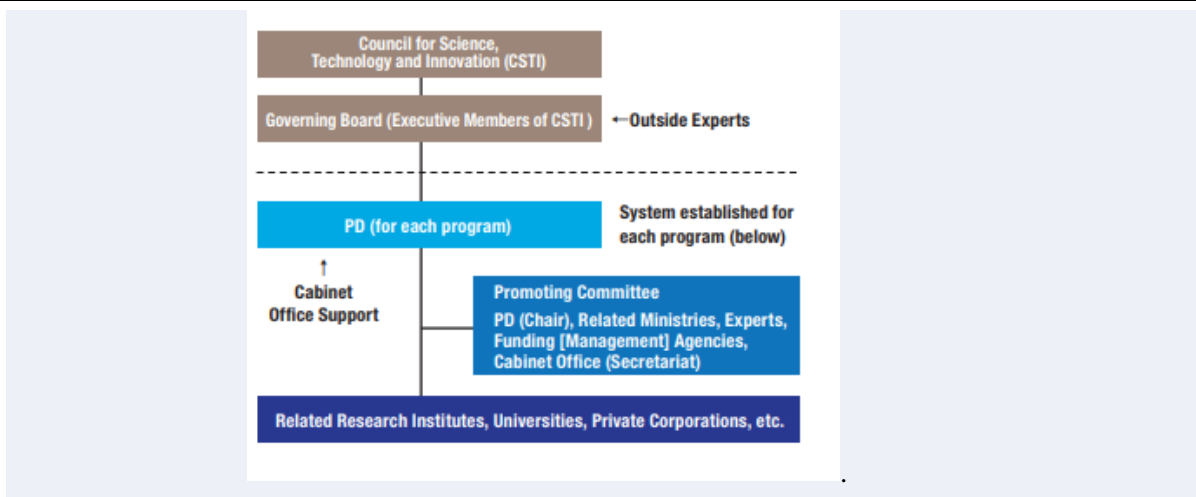 Council for Science,
Technology and Innovation (CSTI)
Governing Board (Executive Members of CSTI )
←Outside Experts
PD (for each program)
System established for
each program (below)
↑
Cabinet
Office Support
Promoting Committee
PD (Chair), Related Ministries, Experts,
Funding [Management] Agencies,
Cabinet Office (Secretariat)
Related Research Institutes, Universities, Private Corporations, etc.
.